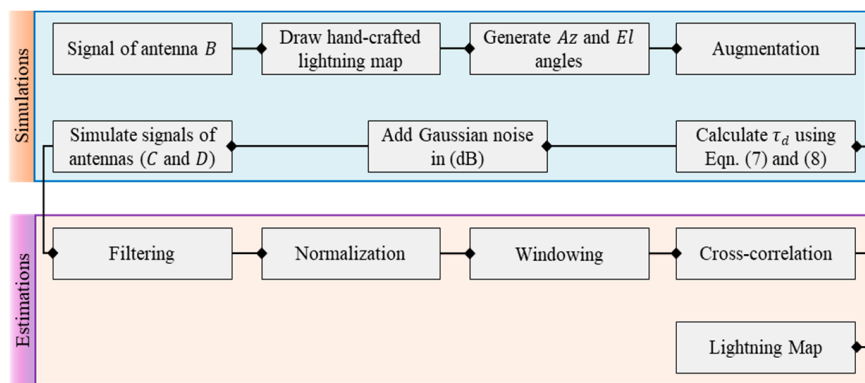 Simulations
Signal of antenna B
Draw hand-crafted
lightning map
Generate Az and El
angles
Augmentation
Calculate τd using
Eqn. (7) and (8)
Add Gaussian noise
in (dB)
Simulate signals of
antennas (C and D)
Estimations
Filtering
Normalization
Windowing
Cross-correlation
Lightning Map